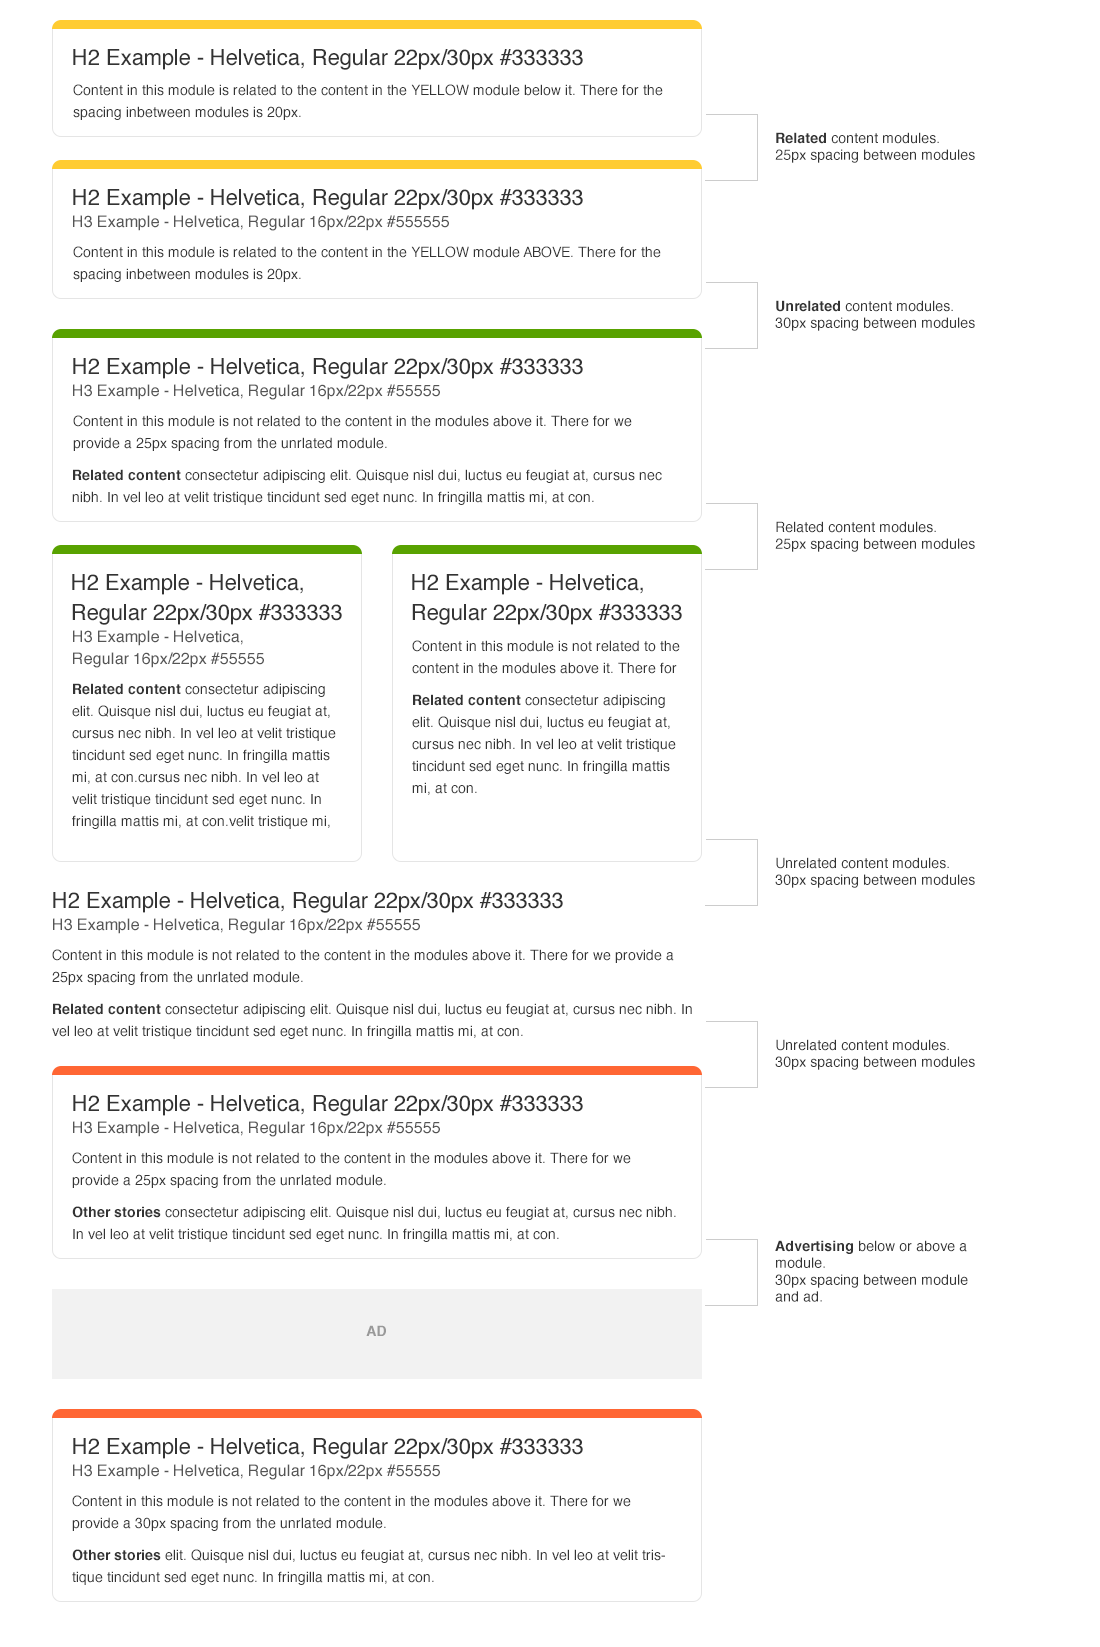 H2 Example - Helvetica, Regular 22px/30px #333333
Content in this module is related to the content in the YELLOW module below it. There for the
spacing inbetween modules is 20px.
Related content modules.
25px spacing between modules
H2 Example - Helvetica, Regular 22px/30px #333333
H3 Example - Helvetica, Regular 16px/22px #555555
Content in this module is related to the content in the YELLOW module ABOVE. There for the
spacing inbetween modules is 20px.
Unrelated content modules.
30px spacing between modules
H2 Example - Helvetica, Regular 22px/30px #333333
H3 Example - Helvetica, Regular 16px/22px #55555
Content in this module is not related to the content in the modules above it. There for we
provide a 25px spacing from the unrlated module.
Related content consectetur adipiscing elit. Quisque nisl dui, luctus eu feugiat at, cursus nec
nibh. In vel leo at velit tristique tincidunt sed eget nunc. In fringilla mattis mi, at con.
Related content modules.
25px spacing between modules
H2 Example - Helvetica,
Regular 22px/30px #333333
H3 Example - Helvetica,
Regular 16px/22px #55555
Related content consectetur adipiscing
elit. Quisque nisl dui, luctus eu feugiat at,
cursus nec nibh. In vel leo at velit tristique
tincidunt sed eget nunc. In fringilla mattis
mi, at con.cursus nec nibh. In vel leo at
velit tristique tincidunt sed eget nunc. In
fringilla mattis mi, at con.velit tristique mi,
H2 Example - Helvetica,
Regular 22px/30px #333333
Content in this module is not related to the
content in the modules above it. There for
Related content consectetur adipiscing
elit. Quisque nisl dui, luctus eu feugiat at,
cursus nec nibh. In vel leo at velit tristique
tincidunt sed eget nunc. In fringilla mattis
mi, at con.
Unrelated content modules.
30px spacing between modules
H2 Example - Helvetica, Regular 22px/30px #333333
H3 Example - Helvetica, Regular 16px/22px #55555
Content in this module is not related to the content in the modules above it. There for we provide a
25px spacing from the unrlated module.
Related content consectetur adipiscing elit. Quisque nisl dui, luctus eu feugiat at, cursus nec nibh. In
vel leo at velit tristique tincidunt sed eget nunc. In fringilla mattis mi, at con.
Unrelated content modules.
30px spacing between modules
H2 Example - Helvetica, Regular 22px/30px #333333
H3 Example - Helvetica, Regular 16px/22px #55555
Content in this module is not related to the content in the modules above it. There for we
provide a 25px spacing from the unrlated module.
Other stories consectetur adipiscing elit. Quisque nisl dui, luctus eu feugiat at, cursus nec nibh.
In vel leo at velit tristique tincidunt sed eget nunc. In fringilla mattis mi, at con.
Advertising below or above a
module.
30px spacing between module
and ad.
AD
H2 Example - Helvetica, Regular 22px/30px #333333
H3 Example - Helvetica, Regular 16px/22px #55555
Content in this module is not related to the content in the modules above it. There for we
provide a 30px spacing from the unrlated module.
Other stories elit. Quisque nisl dui, luctus eu feugiat at, cursus nec nibh. In vel leo at velit tris-
tique tincidunt sed eget nunc. In fringilla mattis mi, at con.